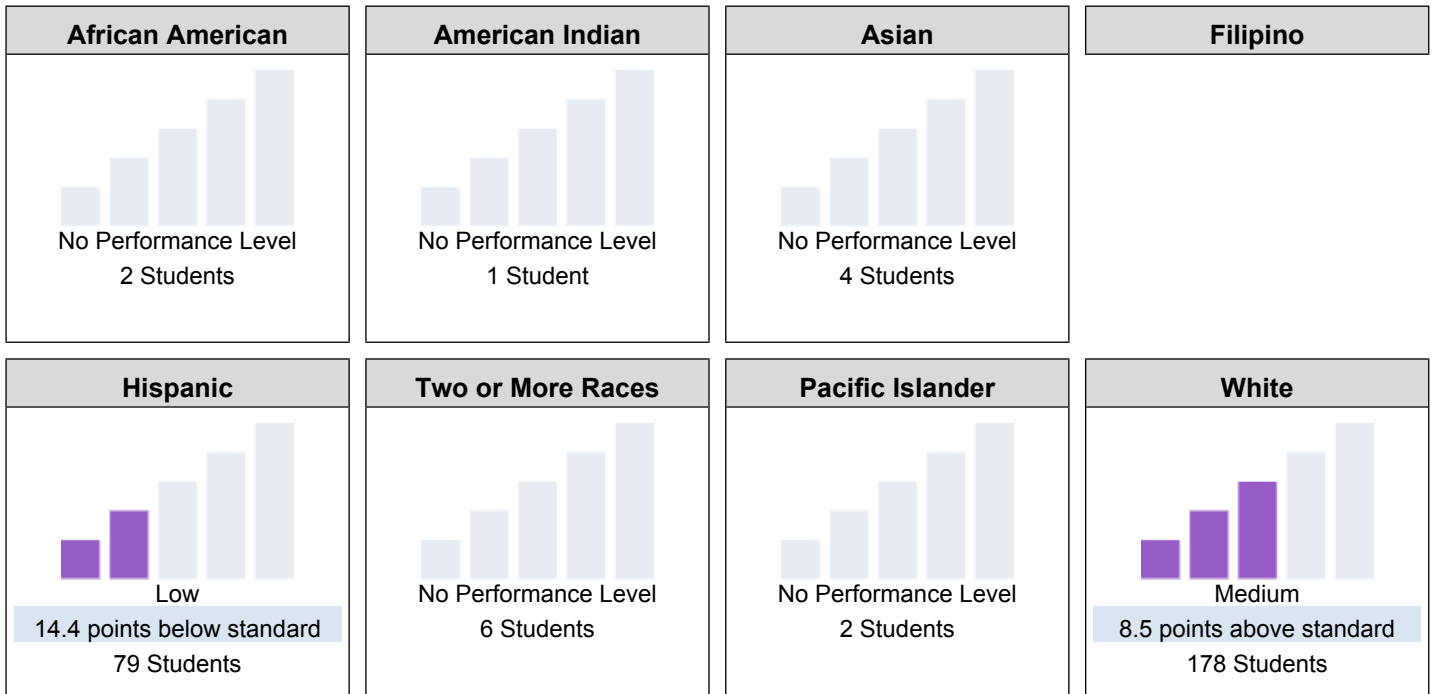 African American
No Performance Level
2 Students
American Indian
No Performance Level
1 Student
Asian
No Performance Level
4 Students
Filipino
Hispanic
Low
14.4 points below standard
79 Students
Two or More Races
No Performance Level
6 Students
Pacific Islander
No Performance Level
2 Students
White
Medium
8.5 points above standard
178 Students